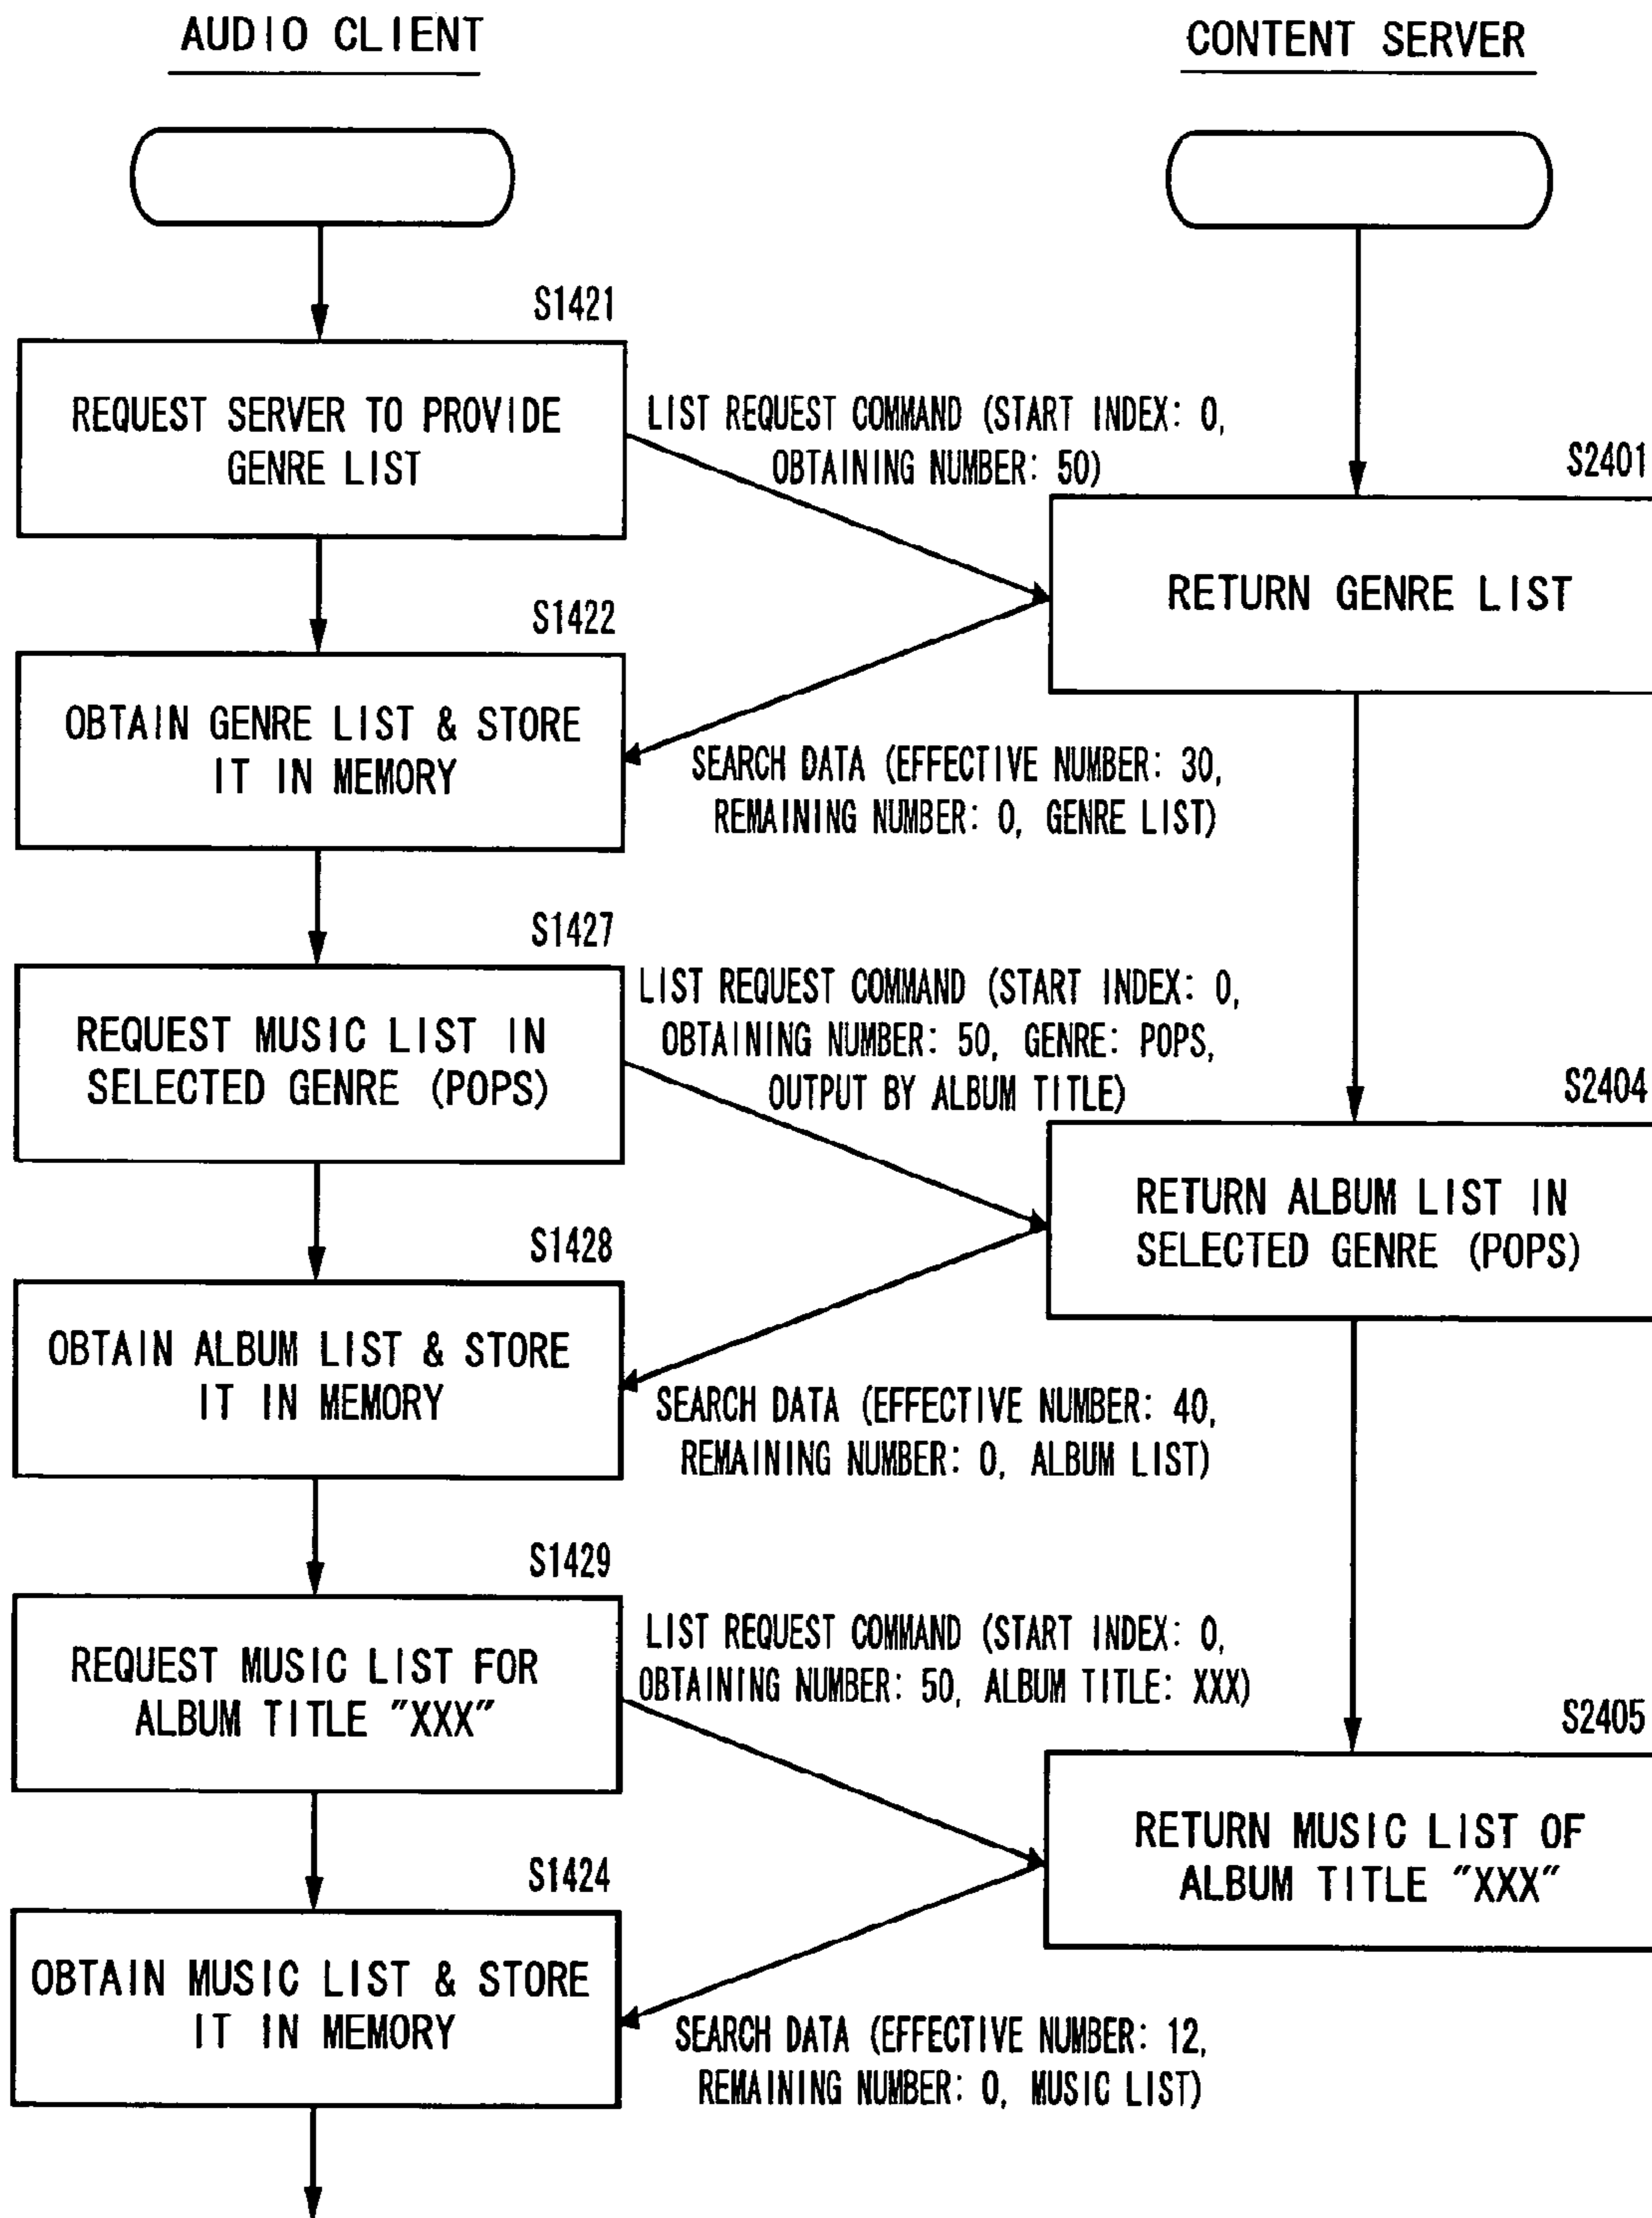 AUDIO CLIENT
CONTENT SERVER
S1421
REQUEST SERVER TO PROVIDE
GENRE LIST
LIST REQUEST COMMAND (START INDEX: 0,
OBTAINING NUMBER: 50)
S2401
RETURN GENRE LIST
S1422
OBTAIN GENRE LIST & STORE
IT IN MEMORY
SEARCH DATA (EFFECTIVE NUMBER: 30,
REMAINING NUMBER: 0, GENRE LIST)
S1427
REQUEST MUSIC LIST IN
SELECTED GENRE (POPS)
LIST REQUEST COMMAND (START INDEX: 0,
OBTAINING NUMBER: 50, GENRE: POPS,
OUTPUT BY ALBUM TITLE)
S2404
RETURN ALBUM LIST IN
SELECTED GENRE (POPS)
S1428
OBTAIN ALBUM LIST & STORE
IT IN MEMORY
SEARCH DATA (EFFECTIVE NUMBER: 40,
REMAINING NUMBER: 0, ALBUM LIST)
S1429
REQUEST MUSIC LIST FOR
ALBUM TITLE "XXX"
LIST REQUEST COMMAND (START INDEX: 0,
OBTAINING NUMBER: 50, ALBUM TITLE: XXX)
S2405
RETURN MUSIC LIST OF
ALBUM TITLE "XXX"
S1424
OBTAIN MUSIC LIST & STORE
IT IN MEMORY
SEARCH DATA (EFFECTIVE NUMBER: 12,
REMAINING NUMBER: 0, MUSIC LIST)